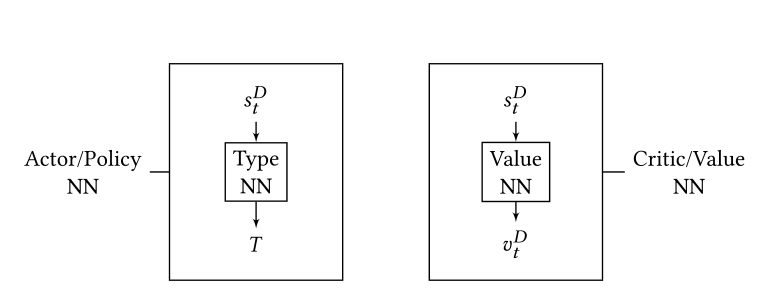 Actor/Policy
NN
$s_t^D$
Type
NN
$T$
$s_t^D$
Value
NN
$v_t^D$
Critic/Value
NN